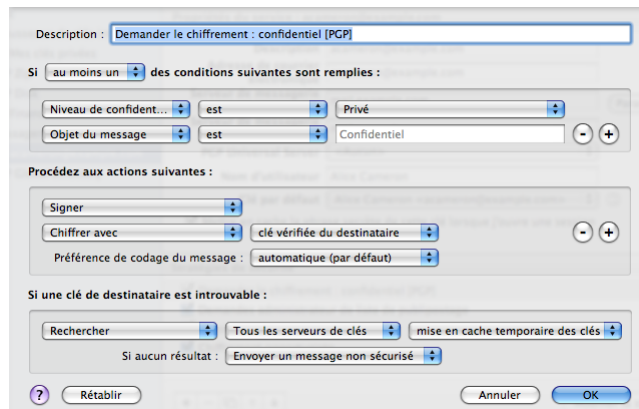 Description : Demander le chiffrement : confidentiel [PGP]
Si au moins un des conditions suivantes sont remplies :
Niveau de confident... est Privé
Objet du message est Confidentiel - +
Procédez aux actions suivantes :
Signer
Chiffrer avec clé vérifiée du destinataire - +
Préférence de codage du message : automatique (par défaut)
Si une clé de destinataire est introuvable :
Rechercher Tous les serveurs de clés mise en cache temporaire des clés
Si aucun résultat : Envoyer un message non sécurisé
? Rétablir Annuler OK